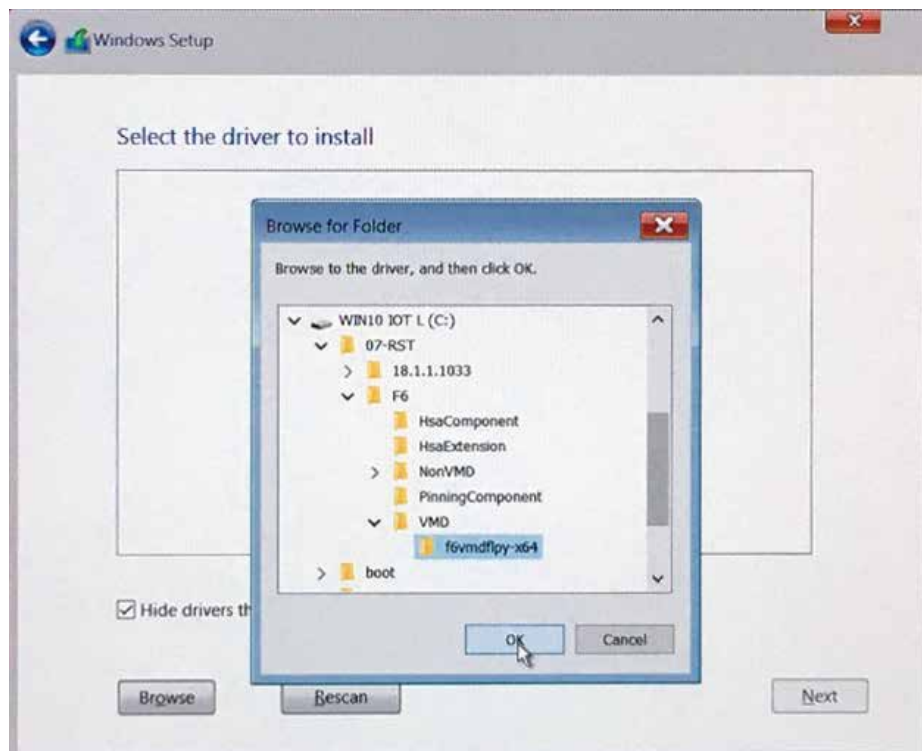 Windows Setup
Select the driver to install
Browse for Folder
Browse to the driver, and then click OK.
WIN10 IOT L (C:)
07-RST
18.1.1.1033
F6
HsaComponent
HsaExtension
NonVMD
PinningComponent
VMD
f6vmdflpy-x64
boot
Hide drivers th
OK
Cancel
Browse
Rescan
Next